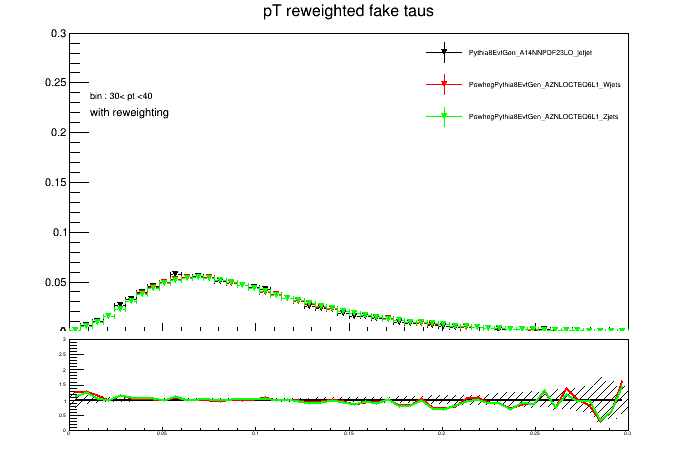 pT reweighted fake taus
0.3
0.25
0.2
0.15
0.1
0.05
bin : 30< pt <40
with reweighting
Pythia8EvtGen_A14NNPDF23LO_jetjet
PowhegPythia8EvtGen_AZNLOCTEQ6L1_Wjets
PowhegPythia8EvtGen_AZNLOCTEQ6L1_Zjets
3
2.5
2
1.5
1.0
0.5
0
0 0.05 0.1 0.15 0.2 0.25 0.3